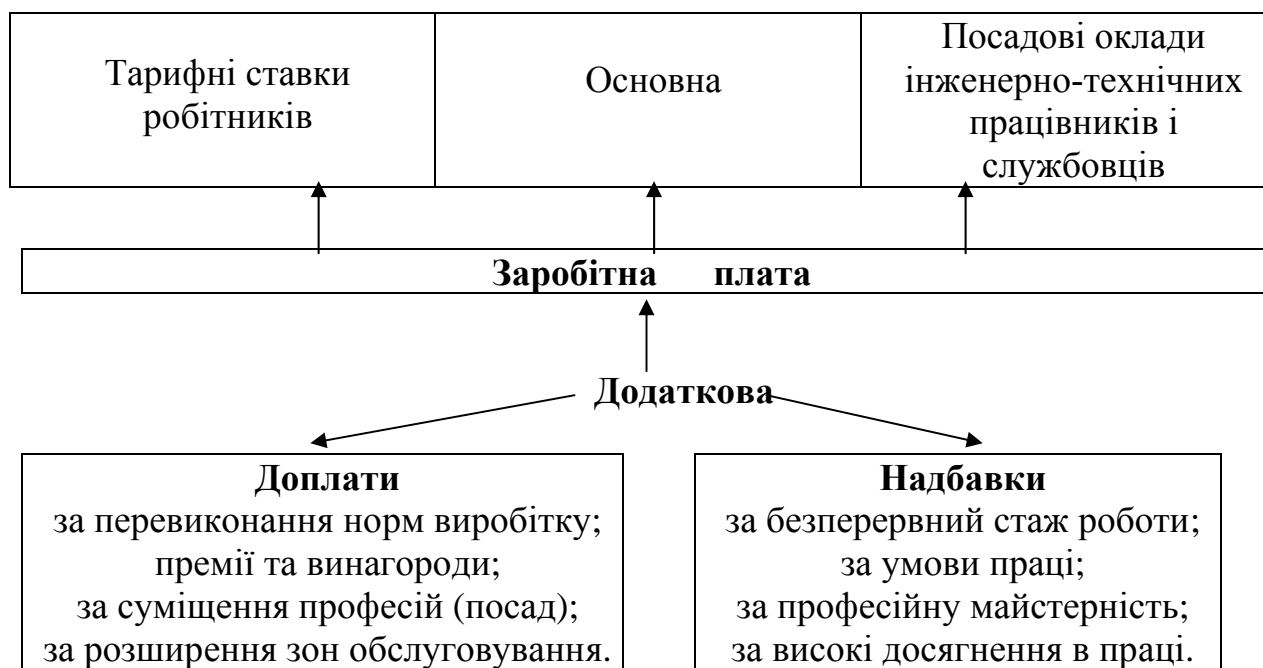 Тарифні ставки
робітників
Основна
Посадові оклади
інженерно-технічних
працівників і
службовців
Заробітна плата
Додаткова
Доплати
за перевиконання норм виробітку;
премії та винагороди;
за суміщення професій (посад);
за розширення зон обслуговування.
Надбавки
за безперервний стаж роботи;
за умови праці;
за професійну майстерність;
за високі досягнення в праці.